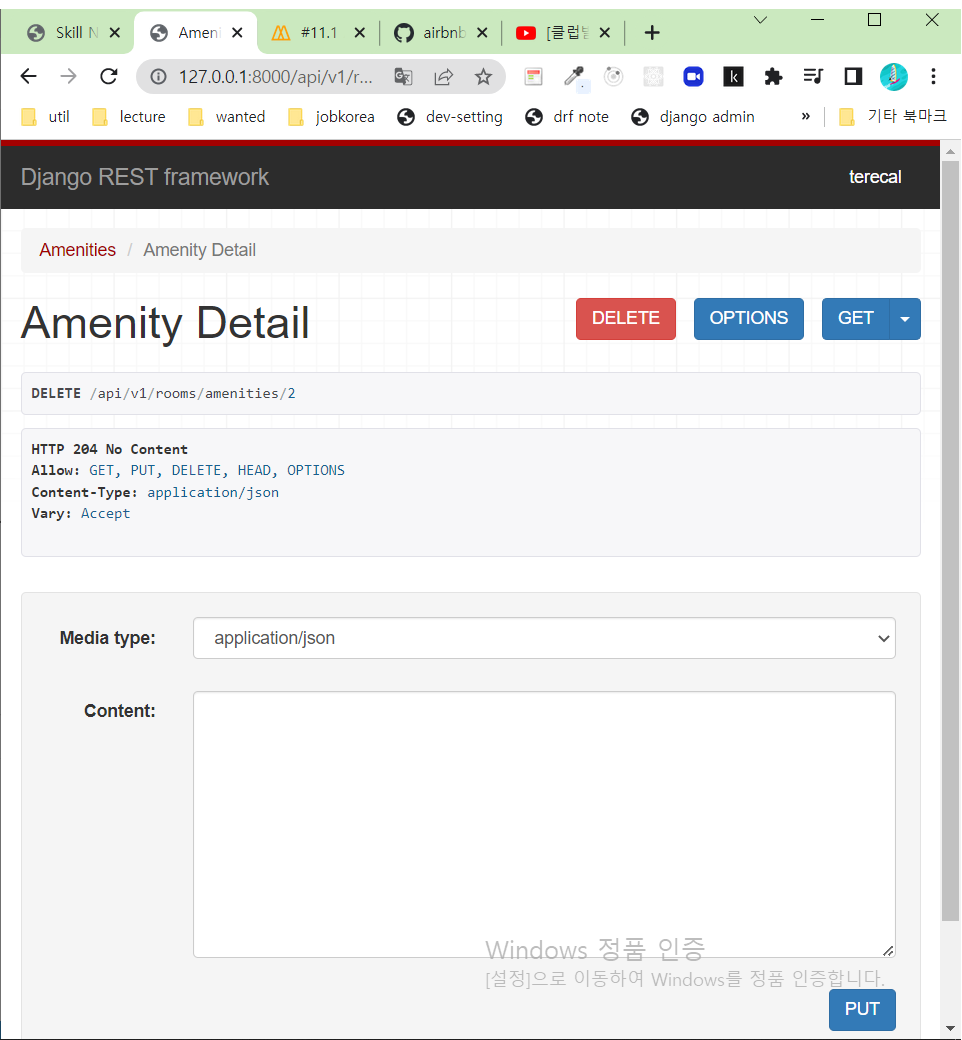 Skill N
Ameni
#11.1
airbnb
[클럽
127.0.0.1:8000/api/v1/r...
util
lecture
wanted
jobkorea
dev-setting
drf note
django admin
»
기타 북마크
Django REST framework
terecal
Amenities / Amenity Detail
Amenity Detail
DELETE
OPTIONS
GET
DELETE /api/v1/rooms/amenities/2
HTTP 204 No Content
Allow: GET, PUT, DELETE, HEAD, OPTIONS
Content-Type: application/json
Vary: Accept
Media type:
application/json
Content:
Windows 정품 인증
[설정]으로 이동하여 Windows를 정품 인증합니다.
PUT